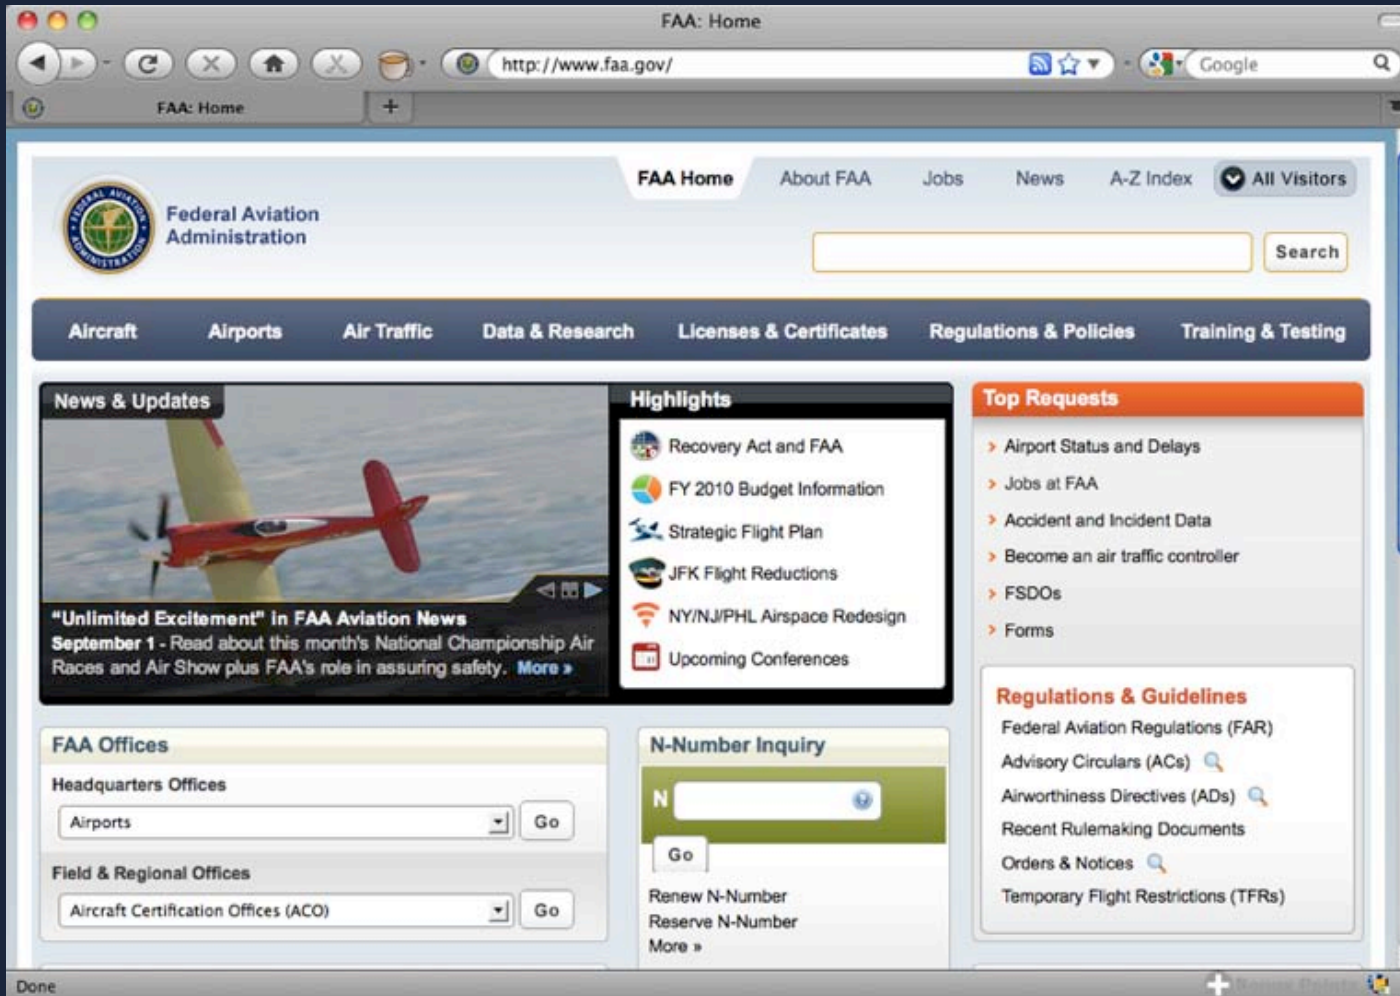 FAA: Home
http://www.faa.gov/
Google
FAA: Home
+
FAA Home
About FAA
Jobs
News
A-Z Index
All Visitors
Federal Aviation
Administration
Search
Aircraft
Airports
Air Traffic
Data & Research
Licenses & Certificates
Regulations & Policies
Training & Testing
News & Updates
"Unlimited Excitement" in FAA Aviation News
September 1 - Read about this month's National Championship Air
Races and Air Show plus FAA's role in assuring safety. More »
Highlights
Recovery Act and FAA
FY 2010 Budget Information
Strategic Flight Plan
JFK Flight Reductions
NY/NJ/PHL Airspace Redesign
Upcoming Conferences
Top Requests
Airport Status and Delays
Jobs at FAA
Accident and Incident Data
Become an air traffic controller
FSDOs
Forms
Regulations & Guidelines
Federal Aviation Regulations (FAR)
Advisory Circulars (ACs)
Airworthiness Directives (ADs)
Recent Rulemaking Documents
Orders & Notices
Temporary Flight Restrictions (TFRs)
FAA Offices
Headquarters Offices
Airports
Go
Field & Regional Offices
Aircraft Certification Offices (ACO)
Go
N-Number Inquiry
N
Go
Renew N-Number
Reserve N-Number
More »
Done